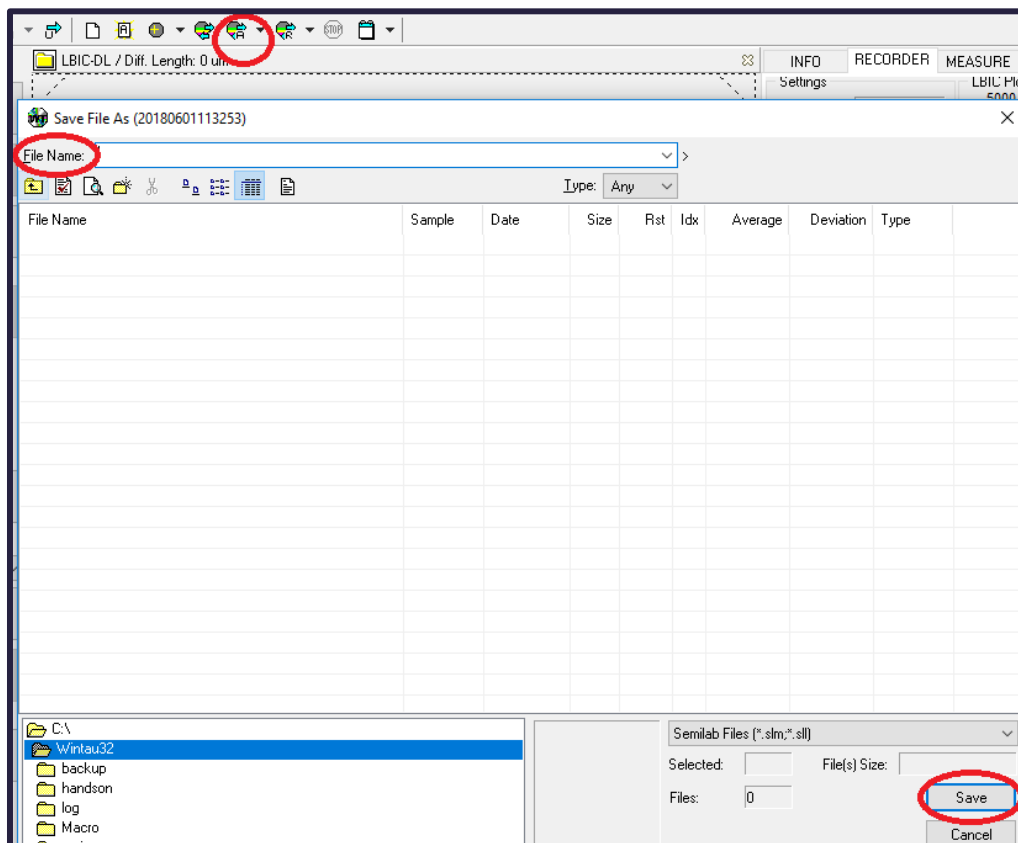 A R STOP
LBIC-DL / Diff. Length: 0 um
INFO RECORDER MEASURE
Settings
5000
Save File As (20180601113253)
File Name: >
Type: Any
File Name Sample Date Size Rst Idx Average Deviation Type
C:\
Wintau32
backup
handson
log
Macro
Semilab Files (*.slm;*.sll)
Selected: File(s) Size:
Files: 0
Save
Cancel